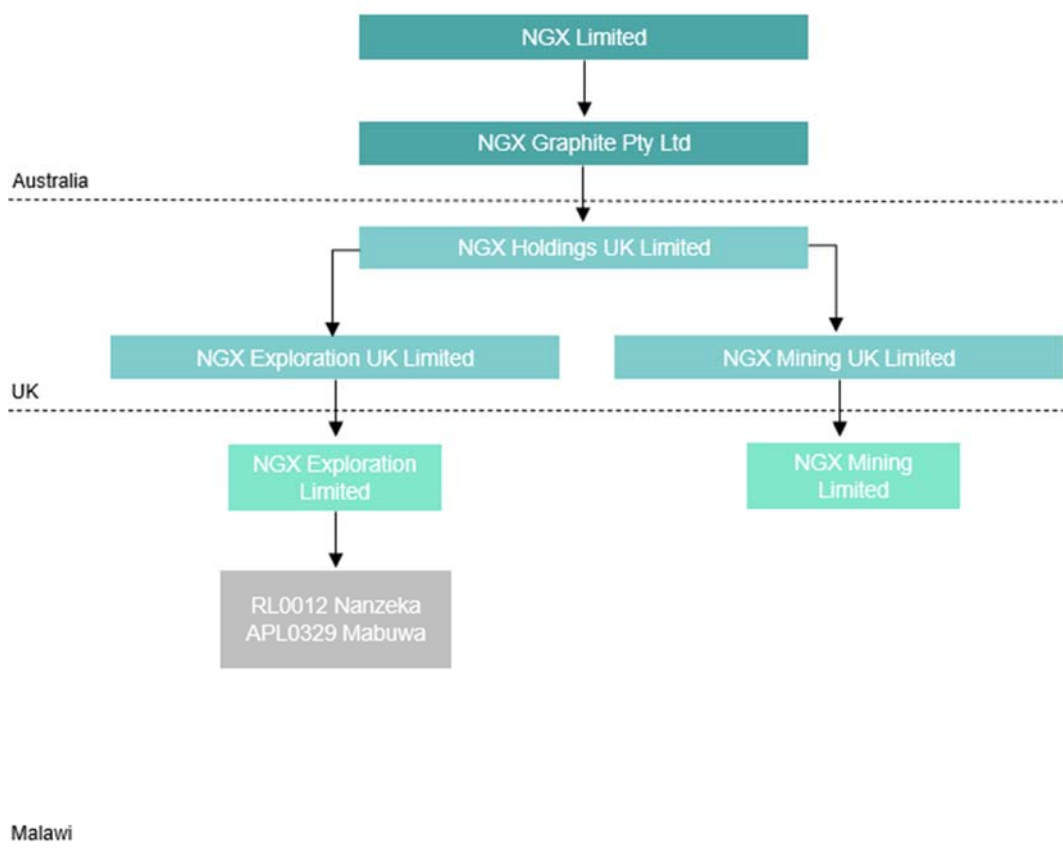 NGX Limited
NGX Graphite Pty Ltd
Australia
NGX Holdings UK Limited
NGX Exploration UK Limited
NGX Mining UK Limited
UK
NGX Exploration
Limited
NGX Mining
Limited
RL0012 Nanzeka
APL0329 Mabuwa
Malawi